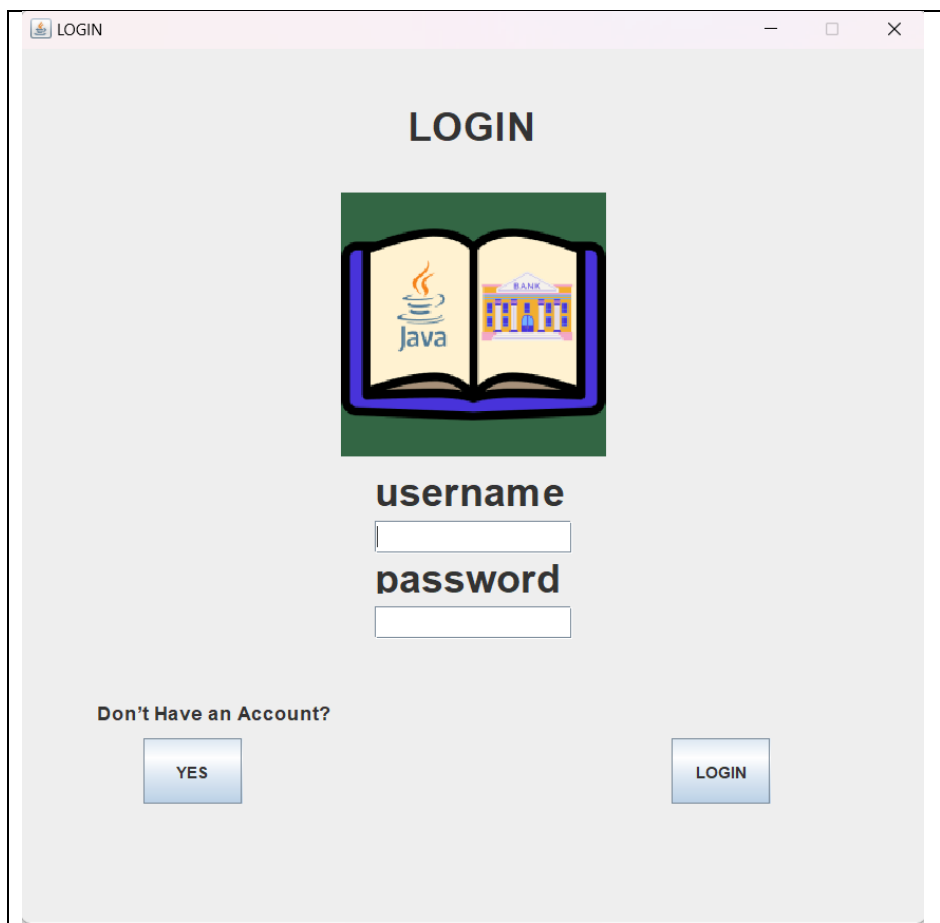 LOGIN
LOGIN
BANK
Java
username
password
Don’t Have an Account?
YES
LOGIN